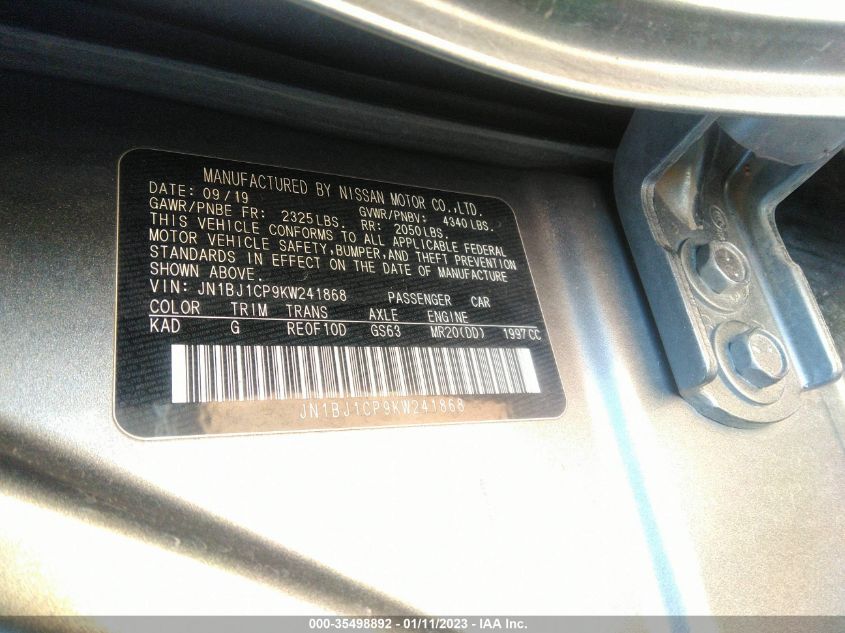 MANUFACTURED BY NISSAN MOTOR CO.,LTD.
DATE: 09/19 GVWR/PNBV: 4340LBS.
GAWR/PNBE FR: 2325LBS. RR: 2050LBS.
THIS VEHICLE CONFORMS TO ALL APPLICABLE FEDERAL
MOTOR VEHICLE SAFETY,BUMPER,AND THEFT PREVENTION
STANDARDS IN EFFECT ON THE DATE OF MANUFACTURE
SHOWN ABOVE.
VIN: JN1BJ1CP9KW241868 PASSENGER CAR
COLOR TRIM TRANS AXLE ENGINE
KAD G RE0F10D GS63 MR20(DD) 1997CC
JN1BJ1CP9KW241868
000-35498892 - 01/11/2023 - IAA Inc.